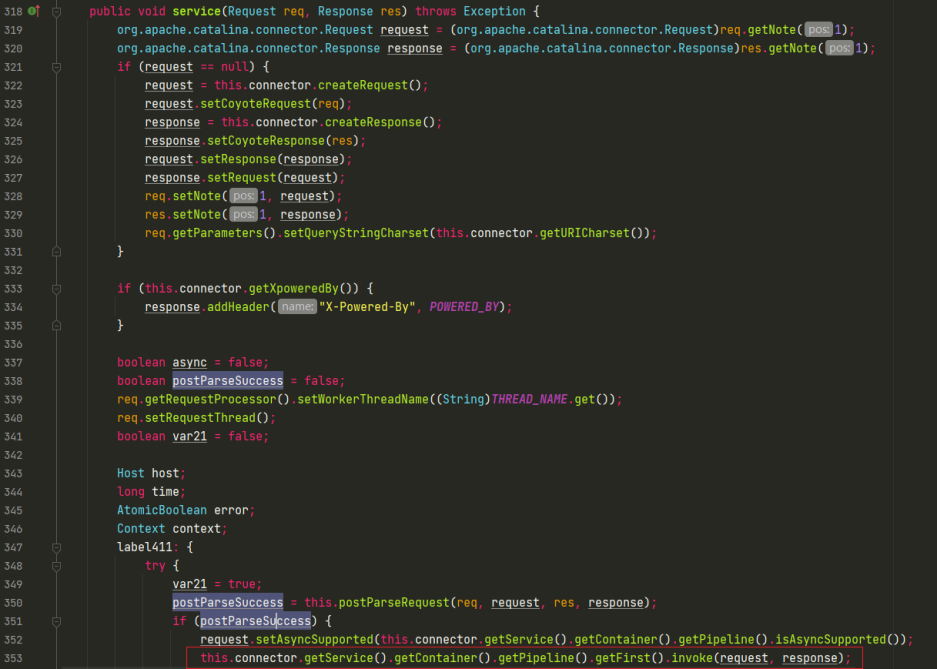 318 public void service(Request req, Response res) throws Exception {
319 org.apache.catalina.connector.Request request = (org.apache.catalina.connector.Request)req.getNote( pos: 1);
320 org.apache.catalina.connector.Response response = (org.apache.catalina.connector.Response)res.getNote( pos: 1);
321 if (request == null) {
322 request = this.connector.createRequest();
323 request.setCoyoteRequest(req);
324 response = this.connector.createResponse();
325 response.setCoyoteResponse(res);
326 request.setResponse(response);
327 response.setRequest(request);
328 req.setNote( pos: 1, request);
329 res.setNote( pos: 1, response);
330 req.getParameters().setQueryStringCharset(this.connector.getURICharset());
331 }
332
333 if (this.connector.getXpoweredBy()) {
334 response.addHeader( name: "X-Powered-By", POWERED_BY);
335 }
336
337 boolean async = false;
338 boolean postParseSuccess = false;
339 req.getRequestProcessor().setWorkerThreadName((String)THREAD_NAME.get());
340 req.setRequestThread();
341 boolean var21 = false;
342
343 Host host;
344 long time;
345 AtomicBoolean error;
346 Context context;
347 label411: {
348 try {
349 var21 = true;
350 postParseSuccess = this.postParseRequest(req, request, res, response);
351 if (postParseSuccess) {
352 request.setAsyncSupported(this.connector.getService().getContainer().getPipeline().isAsyncSupported());
353 this.connector.getService().getContainer().getPipeline().getFirst().invoke(request, response);